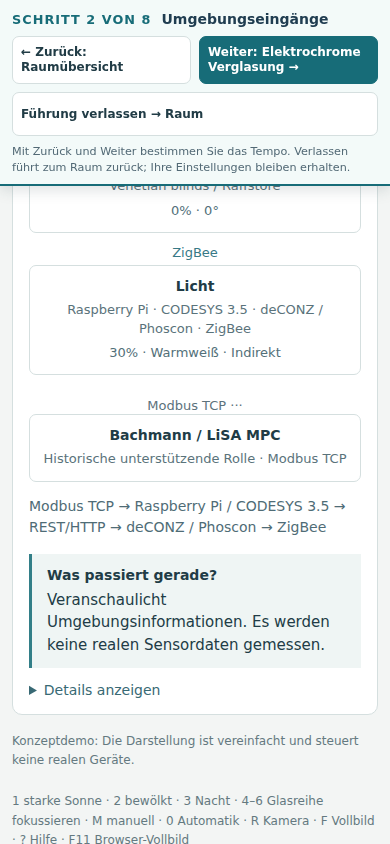 SCHRITT 2 VON 8 Umgebungseingänge
← Zurück:
Raumübersicht
Weiter: Elektrochrome
Verglasung →
Führung verlassen → Raum
Mit Zurück und Weiter bestimmen Sie das Tempo. Verlassen
führt zum Raum zurück; Ihre Einstellungen bleiben erhalten.
Venetian blinds / Raffstore
0% · 0°
ZigBee
Licht
Raspberry Pi · CODESYS 3.5 · deCONZ /
Phoscon · ZigBee
30% · Warmweiß · Indirekt
Modbus TCP ···
Bachmann / LiSA MPC
Historische unterstützende Rolle · Modbus TCP
Modbus TCP → Raspberry Pi / CODESYS 3.5 →
REST/HTTP → deCONZ / Phoscon → ZigBee
Was passiert gerade?
Veranschaulicht
Umgebungsinformationen. Es werden
keine realen Sensordaten gemessen.
▶ Details anzeigen
Konzeptdemo: Die Darstellung ist vereinfacht und steuert
keine realen Geräte.
1 starke Sonne · 2 bewölkt · 3 Nacht · 4–6 Glasreihe
fokussieren · M manuell · 0 Automatik · R Kamera · F Vollbild
· ? Hilfe · F11 Browser-Vollbild